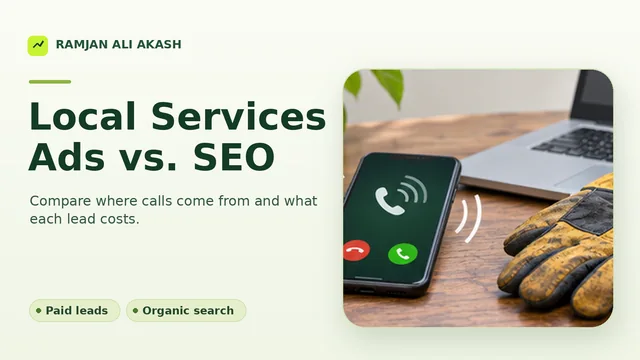 RAMJAN ALI AKASH
Local Services
Ads vs. SEO
Compare where calls come from and what
each lead costs.
Paid leads
Organic search